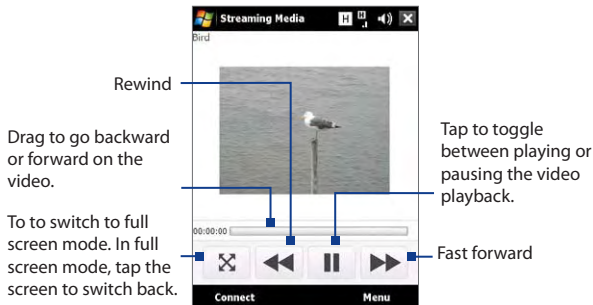 Streaming Media
H
Bird
Rewind
Drag to go backward
or forward on the
video.
To to switch to full
screen mode. In full
screen mode, tap the
screen to switch back.
Tap to toggle
between playing or
pausing the video
playback.
Fast forward
00:00:00
Connect
Menu